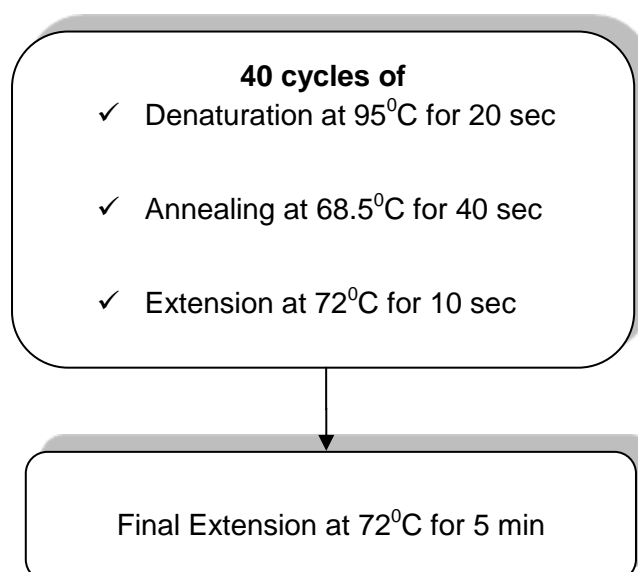 40 cycles of
✓ Denaturation at 95⁰C for 20 sec
✓ Annealing at 68.5⁰C for 40 sec
✓ Extension at 72⁰C for 10 sec
Final Extension at 72⁰C for 5 min